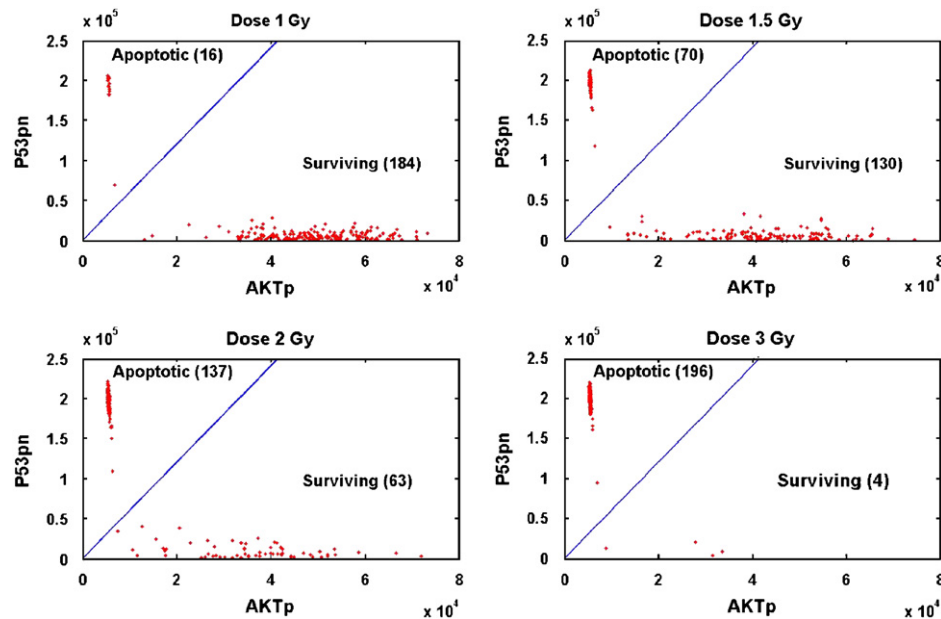 Dose 1 Gy
x 10^5
Apoptotic (16)
Surviving (184)
P53pn
2.5
2
1.5
1
0.5
0
0 2 4 6 8
AKTp
x 10^4
Dose 1.5 Gy
x 10^5
Apoptotic (70)
Surviving (130)
P53pn
2.5
2
1.5
1
0.5
0
0 2 4 6 8
AKTp
x 10^4
Dose 2 Gy
x 10^5
Apoptotic (137)
Surviving (63)
P53pn
2.5
2
1.5
1
0.5
0
0 2 4 6 8
AKTp
x 10^4
Dose 3 Gy
x 10^5
Apoptotic (196)
Surviving (4)
P53pn
2.5
2
1.5
1
0.5
0
0 2 4 6 8
AKTp
x 10^4